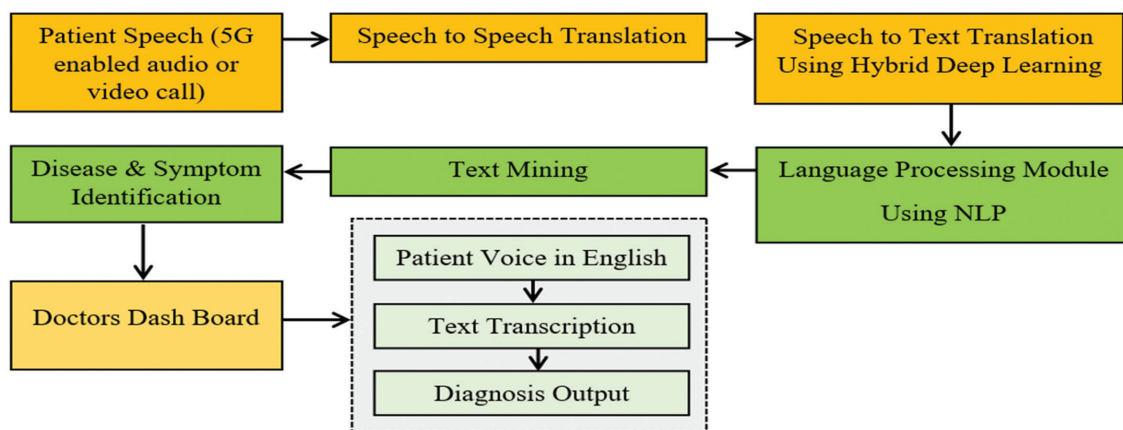 Patient Speech (5G
enabled audio or
video call)
Speech to Speech Translation
Speech to Text Translation
Using Hybrid Deep Learning
Disease & Symptom
Identification
Text Mining
Language Processing Module
Using NLP
Patient Voice in English
Doctors Dash Board
Text Transcription
Diagnosis Output